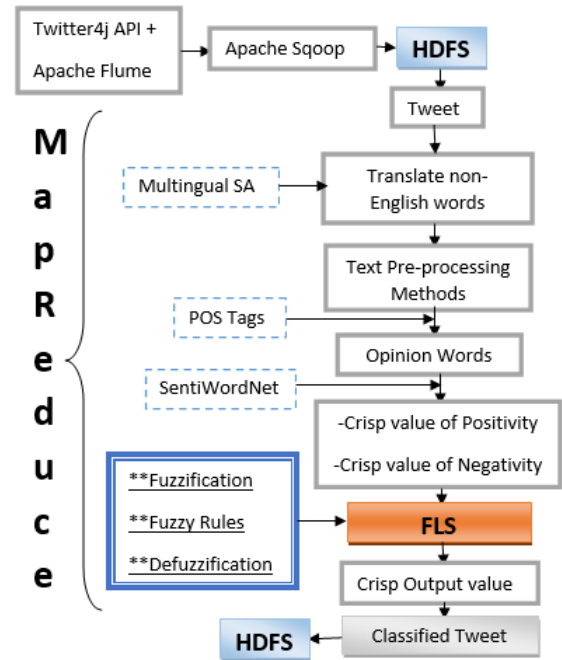 Twitter4j API +
Apache Flume
Apache Sqoop
HDFS
Tweet
MapReduce
Multingual SA
Translate non-
English words
Text Pre-processing
Methods
POS Tags
Opinion Words
SentiWordNet
-Crisp value of Positivity
-Crisp value of Negativity
**Fuzzification
**Fuzzy Rules
**Defuzzification
FLS
Crisp Output value
Classified Tweet
HDFS